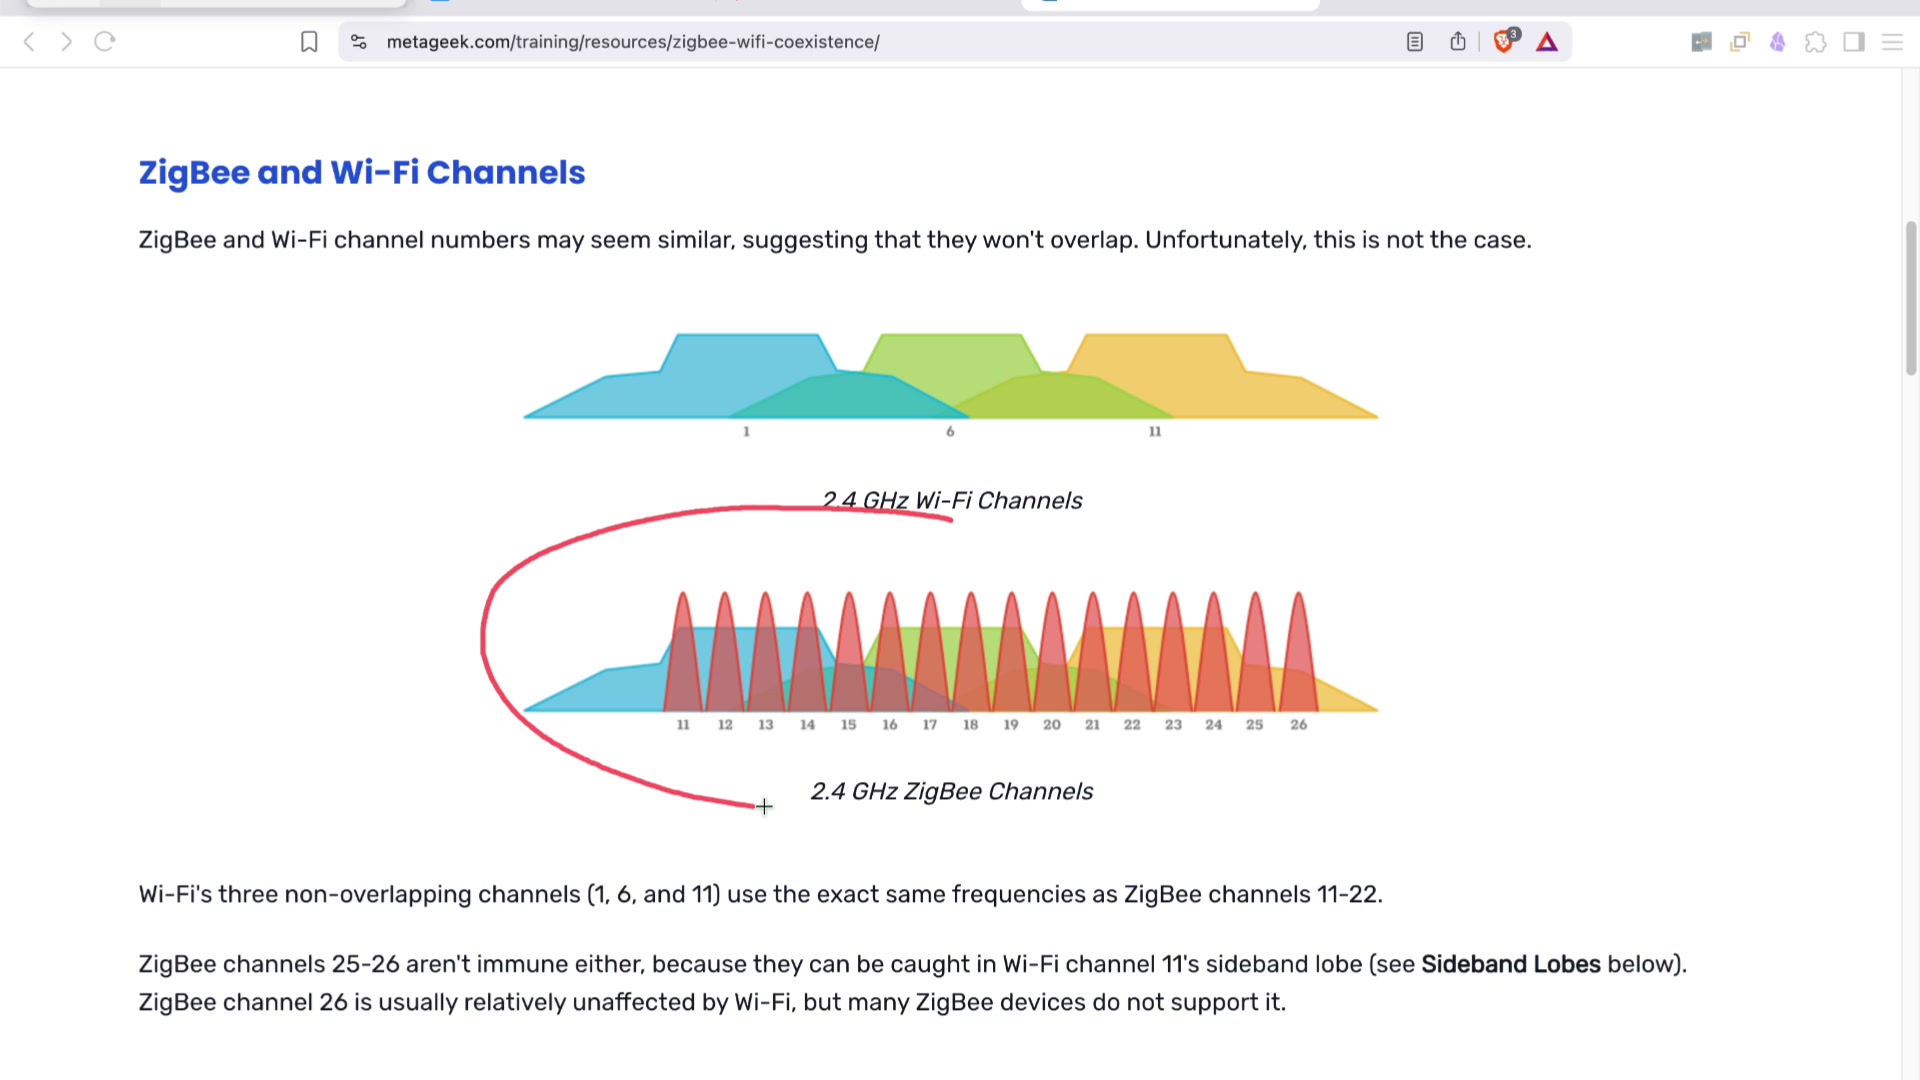 metageek.com/training/resources/zigbee-wifi-coexistence/
3
ZigBee and Wi-Fi Channels
ZigBee and Wi-Fi channel numbers may seem similar, suggesting that they won't overlap. Unfortunately, this is not the case.
1 6 11
2.4 GHz Wi-Fi Channels
11 12 13 14 15 16 17 18 19 20 21 22 23 24 25 26
2.4 GHz ZigBee Channels
Wi-Fi's three non-overlapping channels (1, 6, and 11) use the exact same frequencies as ZigBee channels 11-22.
ZigBee channels 25-26 aren't immune either, because they can be caught in Wi-Fi channel 11's sideband lobe (see Sideband Lobes below).
ZigBee channel 26 is usually relatively unaffected by Wi-Fi, but many ZigBee devices do not support it.